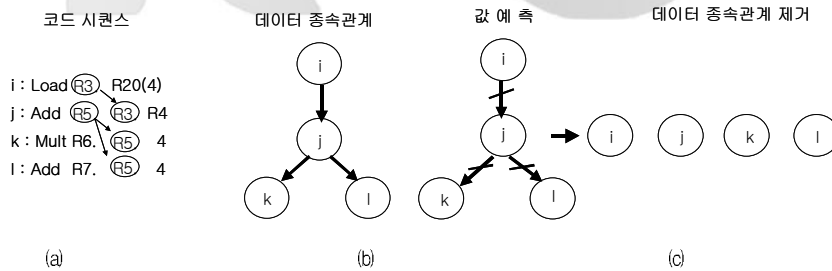 코드 시퀀스
데이터 종속관계
값 예 측
데이터 종속관계 제거
i : Load R3. R20(4)
j : Add R5 R3 R4
k : Mult R6. R5 4
l : Add R7. R5 4
i
j
k
l
i
j
k
l
i
j
k
l
(a)
(b)
(c)